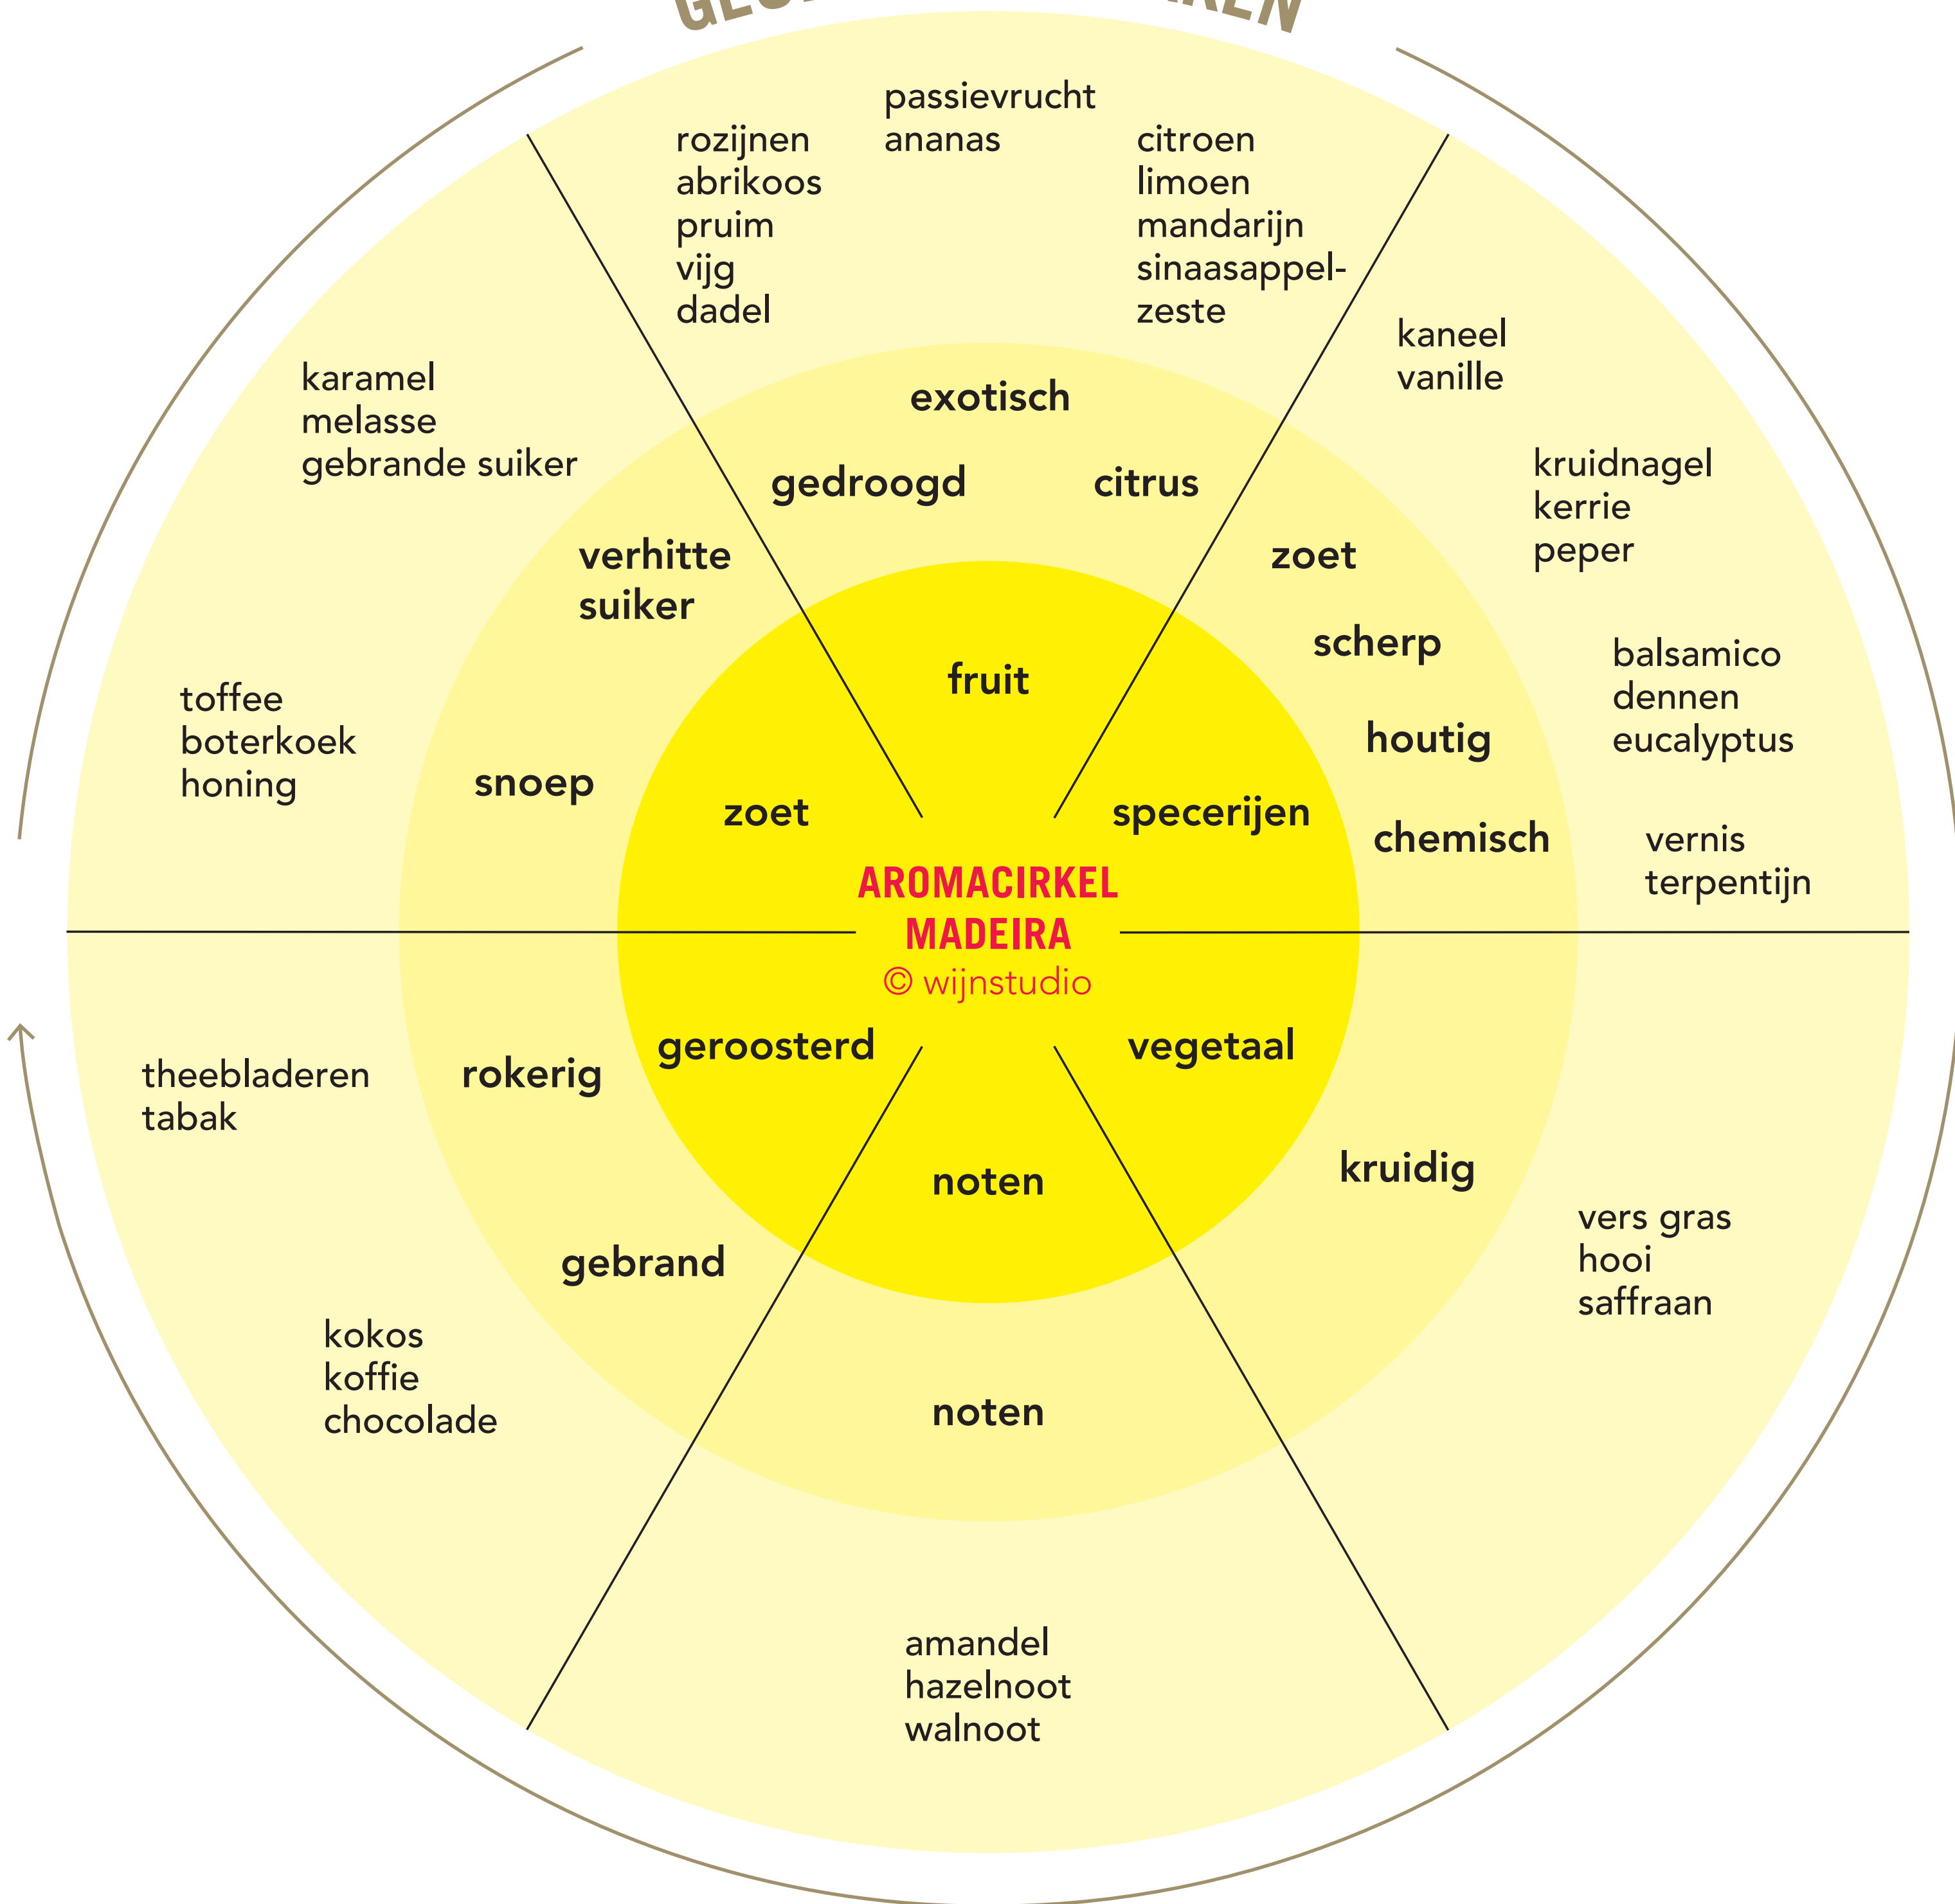 passievrucht
ananas
rozijnen
abrikoos
pruim
vijg
dadel
citroen
limoen
mandarijn
sinaasappel-
zeste
exotisch
gedroogd
citrus
fruit
kaneel
vanille
kruidnagel
kerrie
peper
balsamico
dennen
eucalyptus
vernis
terpentijn
zoet
scherp
houtig
chemisch
specerijen
vegetaal
kruidig
vers gras
hooi
saffraan
noten
noten
amandel
hazelnoot
walnoot
geroosterd
rokerig
gebrand
theebladeren
tabak
kokos
koffie
chocolade
zoet
snoep
verhitte
suiker
toffee
boterkoek
honing
karamel
melasse
gebrande suiker
AROMACIRKEL
MADEIRA
© wijnstudio